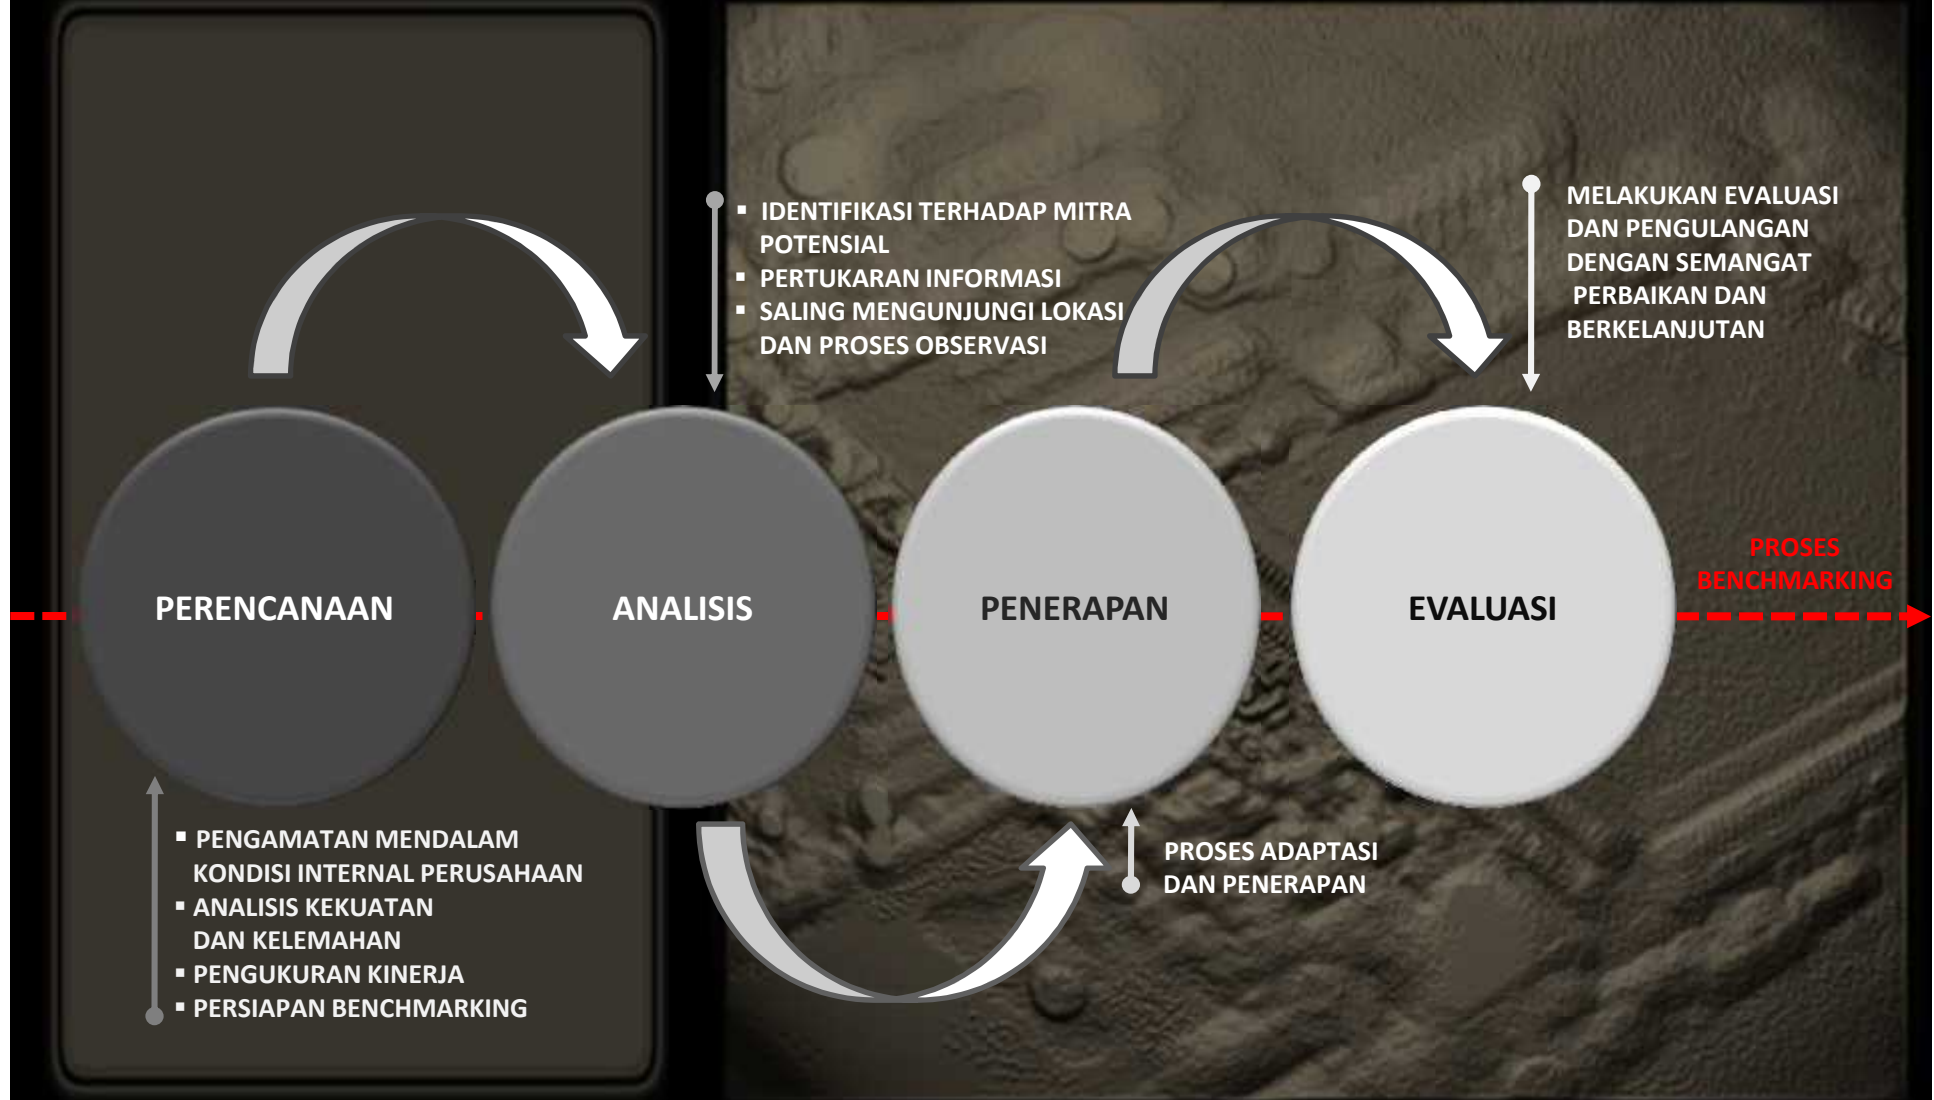 ▪ IDENTIFIKASI TERHADAP MITRA
POTENSIAL
▪ PERTUKARAN INFORMASI
▪ SALING MENGUNJUNGI LOKASI
DAN PROSES OBSERVASI
MELAKUKAN EVALUASI
DAN PENGULANGAN
DENGAN SEMANGAT
PERBAIKAN DAN
BERKELANJUTAN
PERENCANAAN
ANALISIS
PENERAPAN
EVALUASI
PROSES
BENCHMARKING
▪ PENGAMATAN MENDALAM
KONDISI INTERNAL PERUSAHAAN
▪ ANALISIS KEKUATAN
DAN KELEMAHAN
▪ PENGUKURAN KINERJA
▪ PERSIAPAN BENCHMARKING
PROSES ADAPTASI
DAN PENERAPAN